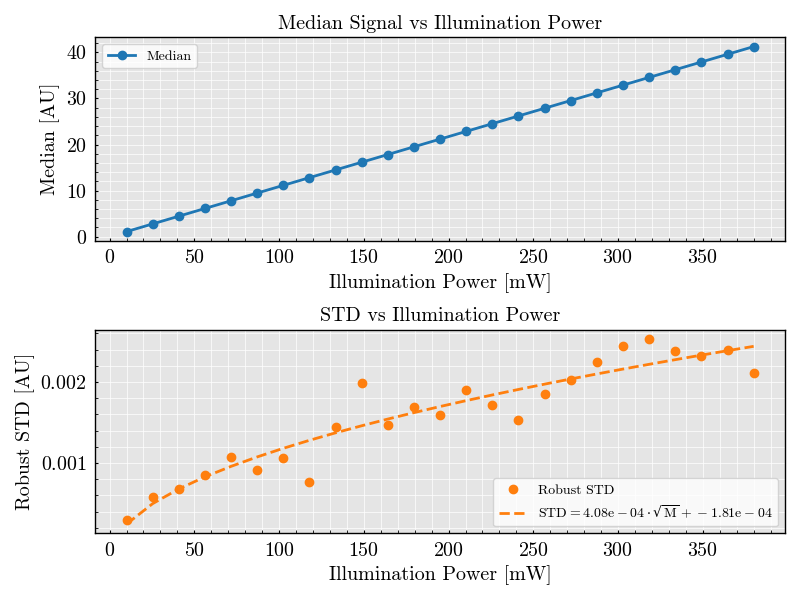 Median Signal vs Illumination Power
Median [AU]
40
30
20
10
0
Median
0 50 100 150 200 250 300 350
Illumination Power [mW]
STD vs Illumination Power
Robust STD [AU]
0.002
0.001
Robust STD
STD = 4.08e − 04 · √M + −1.81e − 04
0 50 100 150 200 250 300 350
Illumination Power [mW]